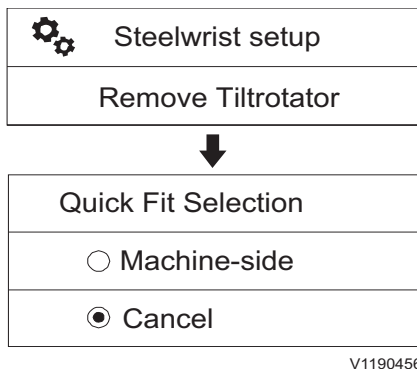 Steelwrist setup
Remove Tiltrotator
Quick Fit Selection
Machine-side
Cancel
V1190456